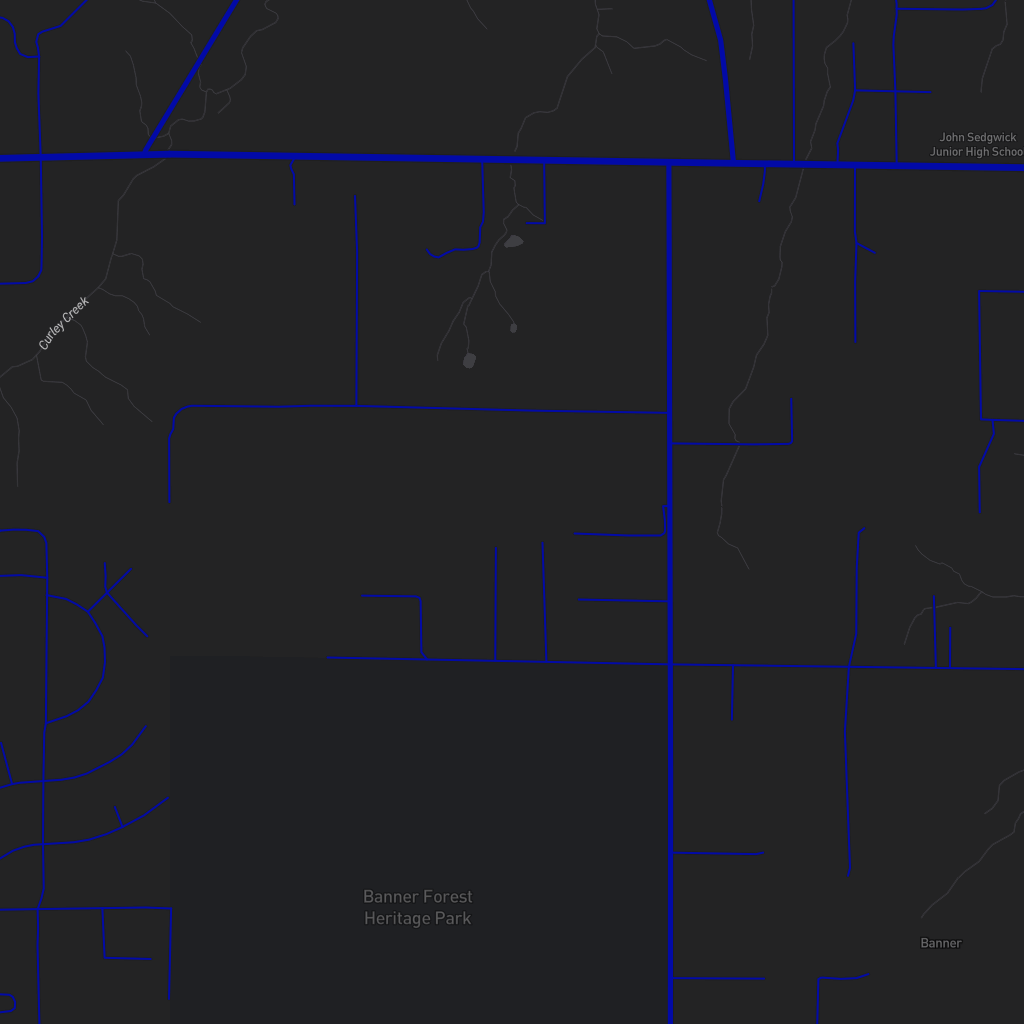 John Sedgwick
Junior High School
Curley Creek
Banner Forest
Heritage Park
Banner